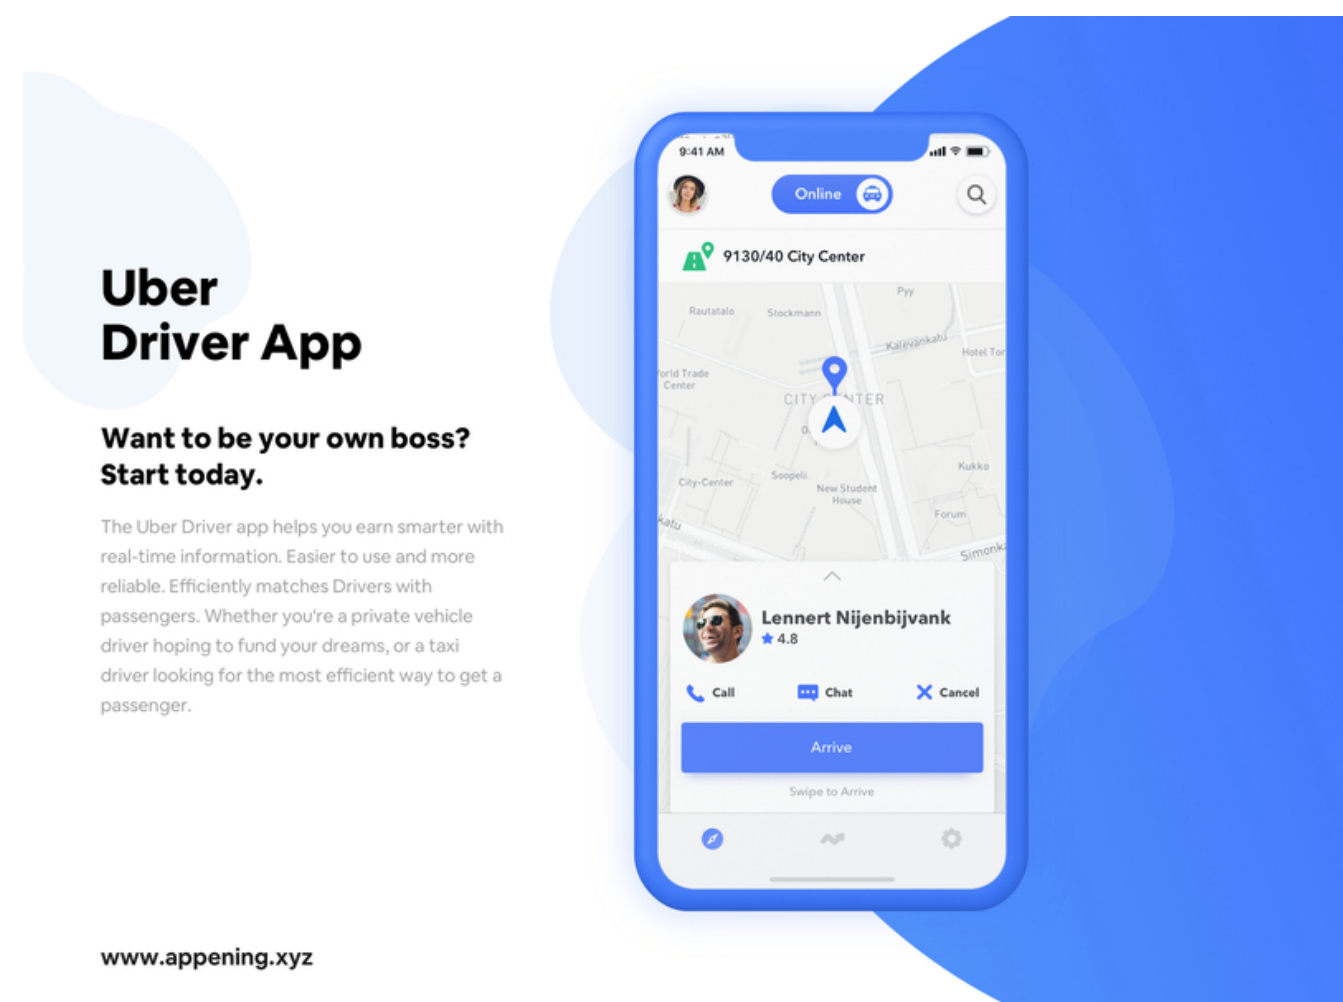 Uber
Driver App
Want to be your own boss?
Start today.
The Uber Driver app helps you earn smarter with
real-time information. Easier to use and more
reliable. Efficiently matches Drivers with
passengers. Whether you're a private vehicle
driver hoping to fund your dreams, or a taxi
driver looking for the most efficient way to get a
passenger.
www.appening.xyz
9:41 AM
Online
9130/40 City Center
Pyy
Rautatalo
Stockmann
Kalevankatu
Hotel Tor
orld Trade
Center
CITY
NTER
Kukko
City-Center
Soopeli
New Student
House
Forum
katu
Simonka
Lennert Nijenbijvank
4.8
Call
Chat
Cancel
Arrive
Swipe to Arrive